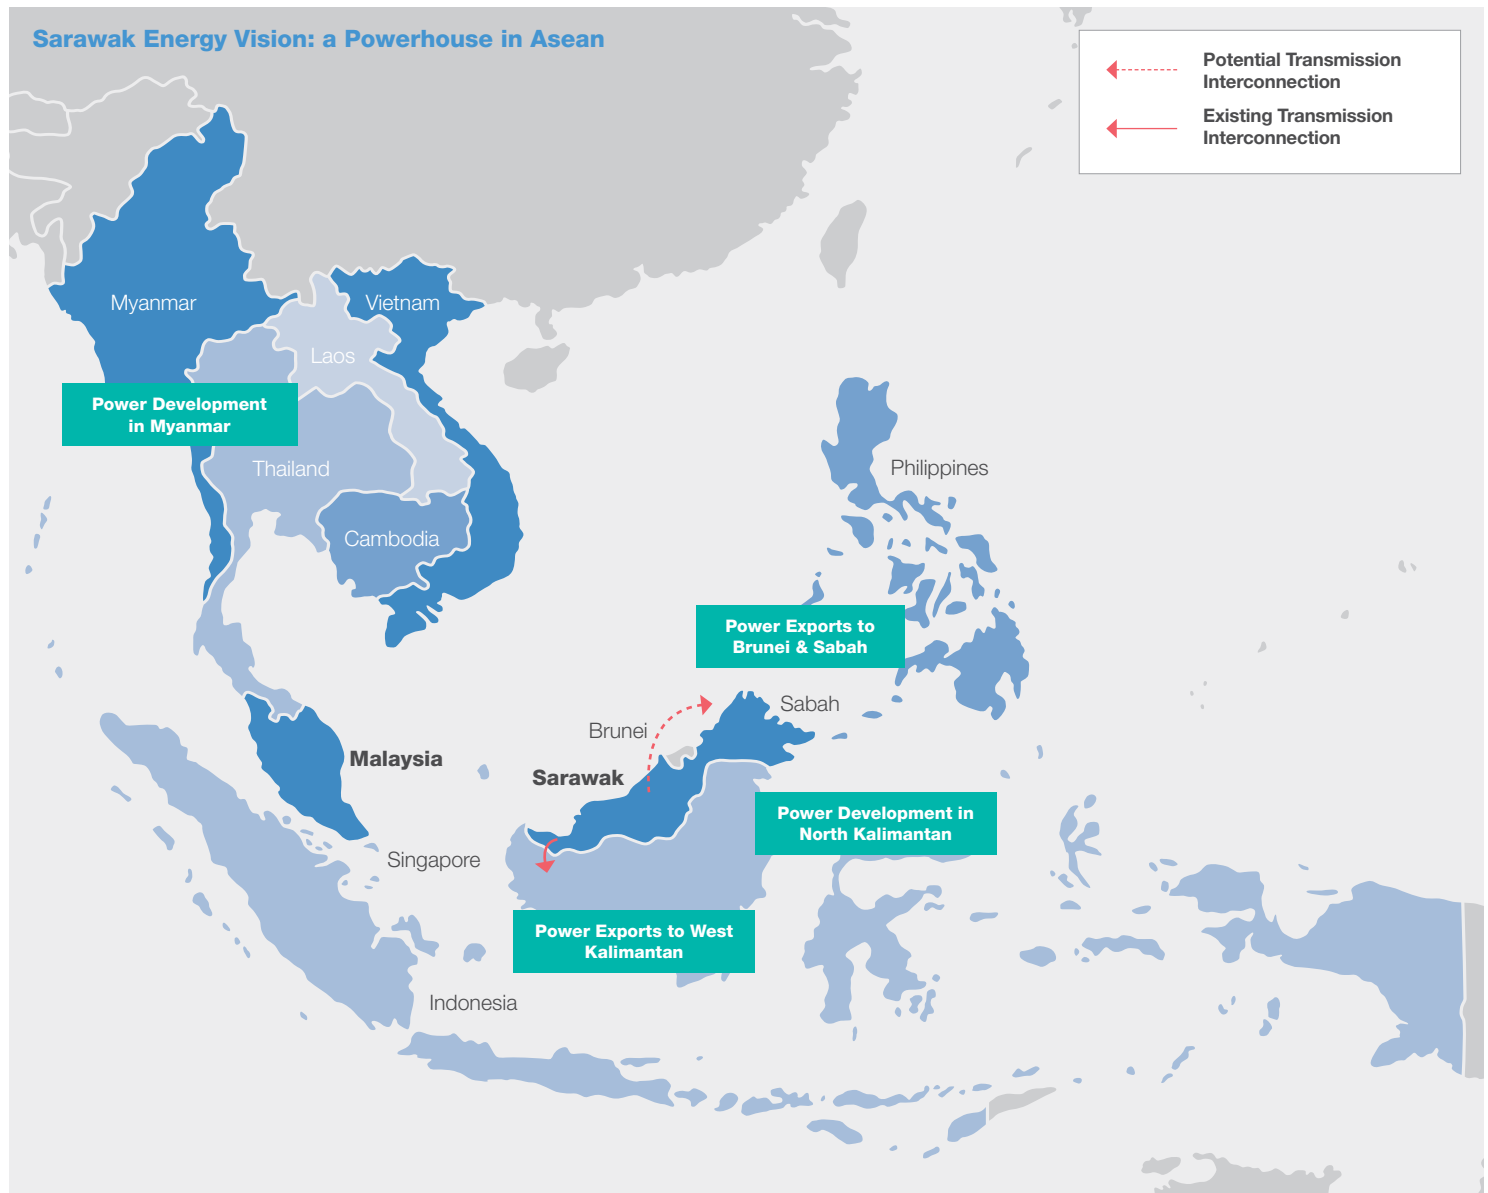 Sarawak Energy Vision: a Powerhouse in Asean
Potential Transmission
Interconnection
Existing Transmission
Interconnection
Myanmar
Vietnam
Laos
Power Development
in Myanmar
Thailand
Philippines
Cambodia
Power Exports to
Brunei & Sabah
Sabah
Brunei
Malaysia
Sarawak
Power Development in
North Kalimantan
Singapore
Power Exports to West
Kalimantan
Indonesia